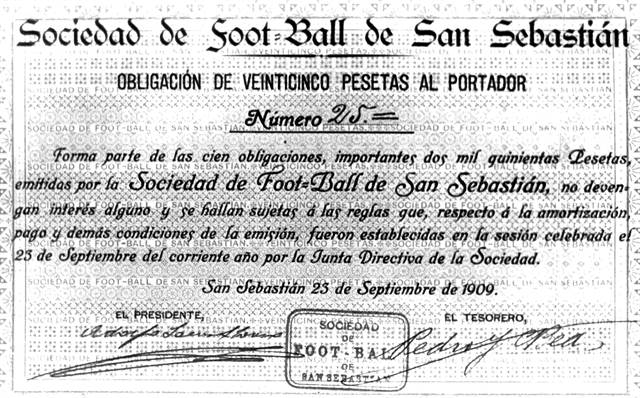 Sociedad de Foot=Ball de San Sebastián
OBLIGACIÓN DE VEINTICINCO PESETAS AL PORTADOR
Número 25.=
Forma parte de las cien obligaciones, importantes dos mil quinientas Pesetas,
emitidas por la Sociedad de Foot=Ball de San Sebastián, no deven-
gan interés alguno y se hallan sujetas á las reglas que, respecto á la amortización,
pago y demás condiciones de la emisión, fueron establecidas en la sesión celebrada el
23 de Septiembre del corriente año por la Junta Directiva de la Sociedad.
San Sebastián 23 de Septiembre de 1909.
EL PRESIDENTE,
EL TESORERO,
Adolfo
Pedro Y
SOCIEDAD
DE
FOOT-BALL
DE
SAN SEBASTIAN